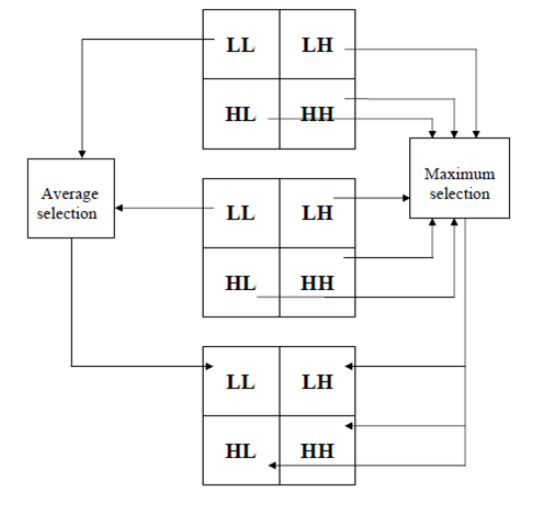 LL LH
HL HH
Maximum
selection
Average
selection
LL LH
HL HH
LL LH
HL HH